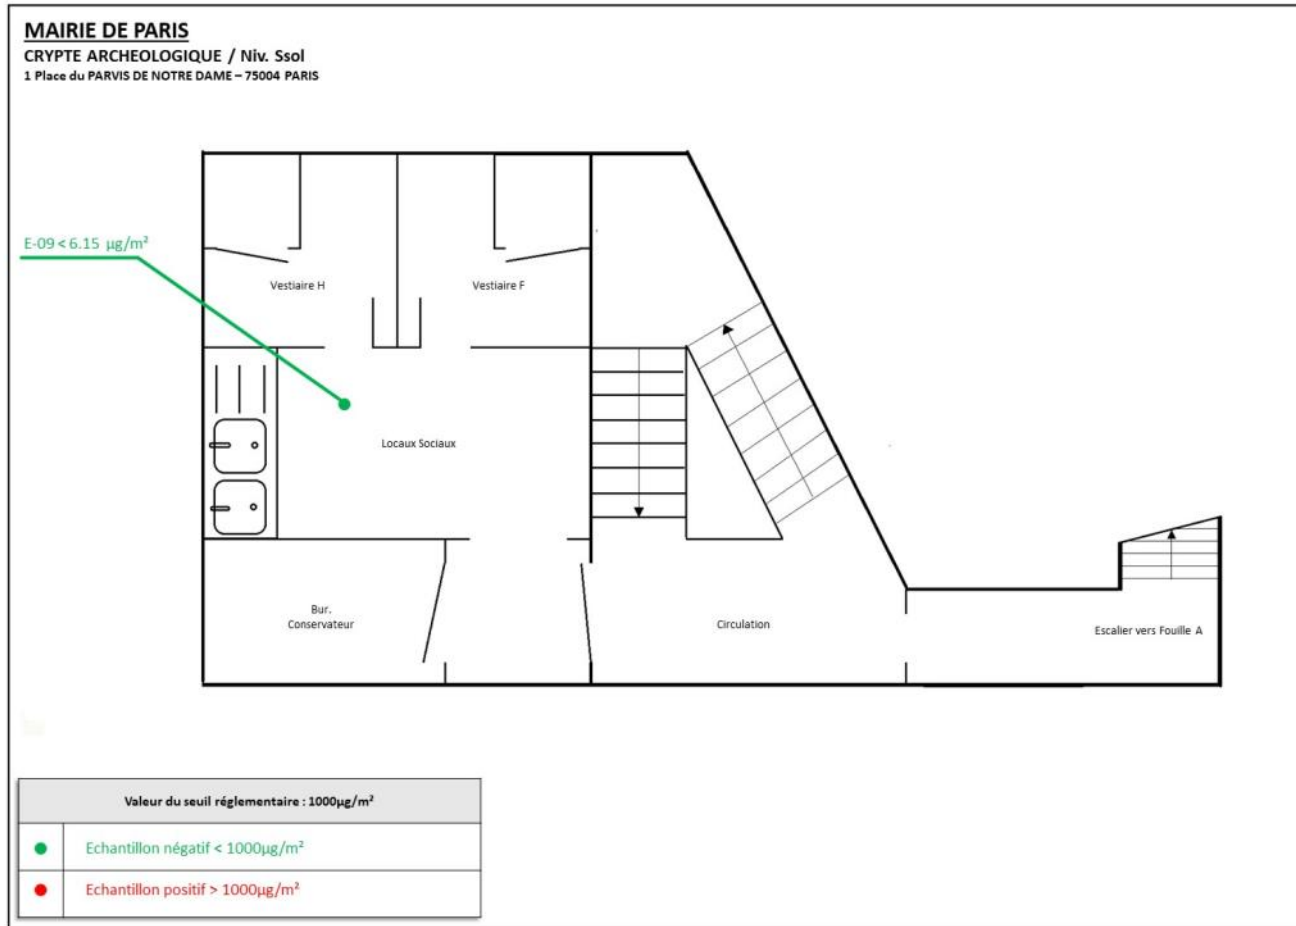 MAIRIE DE PARIS
CRYPTE ARCHEOLOGIQUE / Niv. Ssol
1 Place du PARVIS DE NOTRE DAME – 75004 PARIS
E-09 < 6.15 µg/m²
Vestiaire H
Vestiaire F
Locaux Sociaux
Bur.
Conservateur
Circulation
Escalier vers Fouille A
Valeur du seuil réglementaire : 1000µg/m²
Echantillon négatif < 1000µg/m²
Echantillon positif > 1000µg/m²